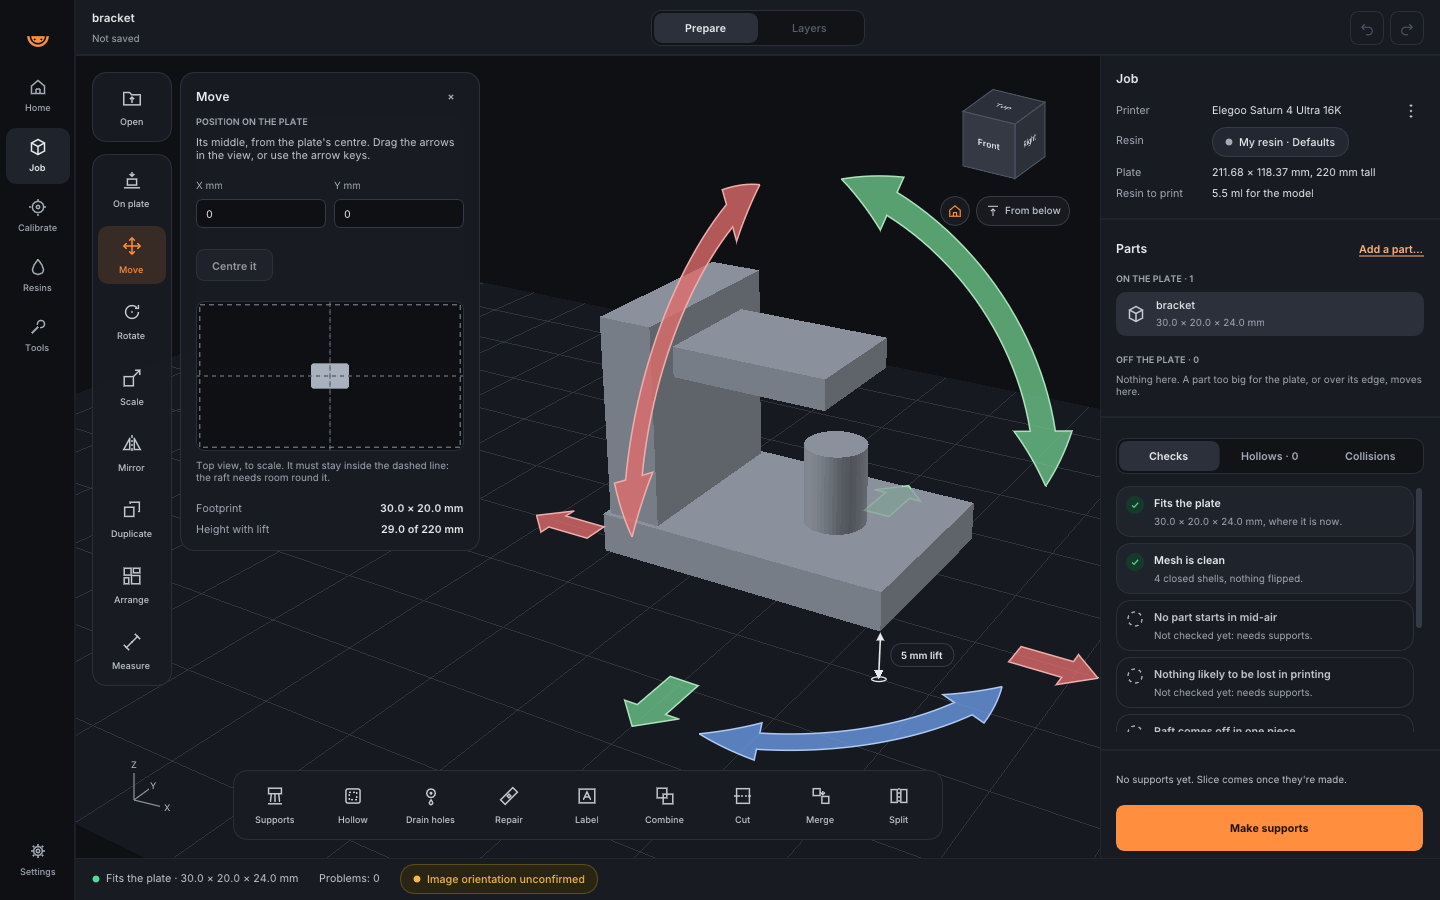 bracket
Not saved
Prepare
Layers
Home
Job
Calibrate
Resins
Tools
Settings
Open
On plate
Move
Rotate
Scale
Mirror
Duplicate
Arrange
Measure
Move
×
POSITION ON THE PLATE
Its middle, from the plate's centre. Drag the arrows
in the view, or use the arrow keys.
X mm
Y mm
0
0
Centre it
Top view, to scale. It must stay inside the dashed line:
the raft needs room round it.
Footprint
30.0 × 20.0 mm
Height with lift
29.0 of 220 mm
Top
Front
Right
From below
5 mm lift
Z
Y
X
Supports
Hollow
Drain holes
Repair
Label
Combine
Cut
Merge
Split
Job
Printer
Elegoo Saturn 4 Ultra 16K
Resin
My resin · Defaults
Plate
211.68 × 118.37 mm, 220 mm tall
Resin to print
5.5 ml for the model
Parts
Add a part...
ON THE PLATE · 1
bracket
30.0 × 20.0 × 24.0 mm
OFF THE PLATE · 0
Nothing here. A part too big for the plate, or over its edge, moves
here.
Checks
Hollows · 0
Collisions
Fits the plate
30.0 × 20.0 × 24.0 mm, where it is now.
Mesh is clean
4 closed shells, nothing flipped.
No part starts in mid-air
Not checked yet: needs supports.
Nothing likely to be lost in printing
Not checked yet: needs supports.
Raft comes off in one piece
No supports yet. Slice comes once they're made.
Make supports
Fits the plate · 30.0 × 20.0 × 24.0 mm
Problems: 0
Image orientation unconfirmed